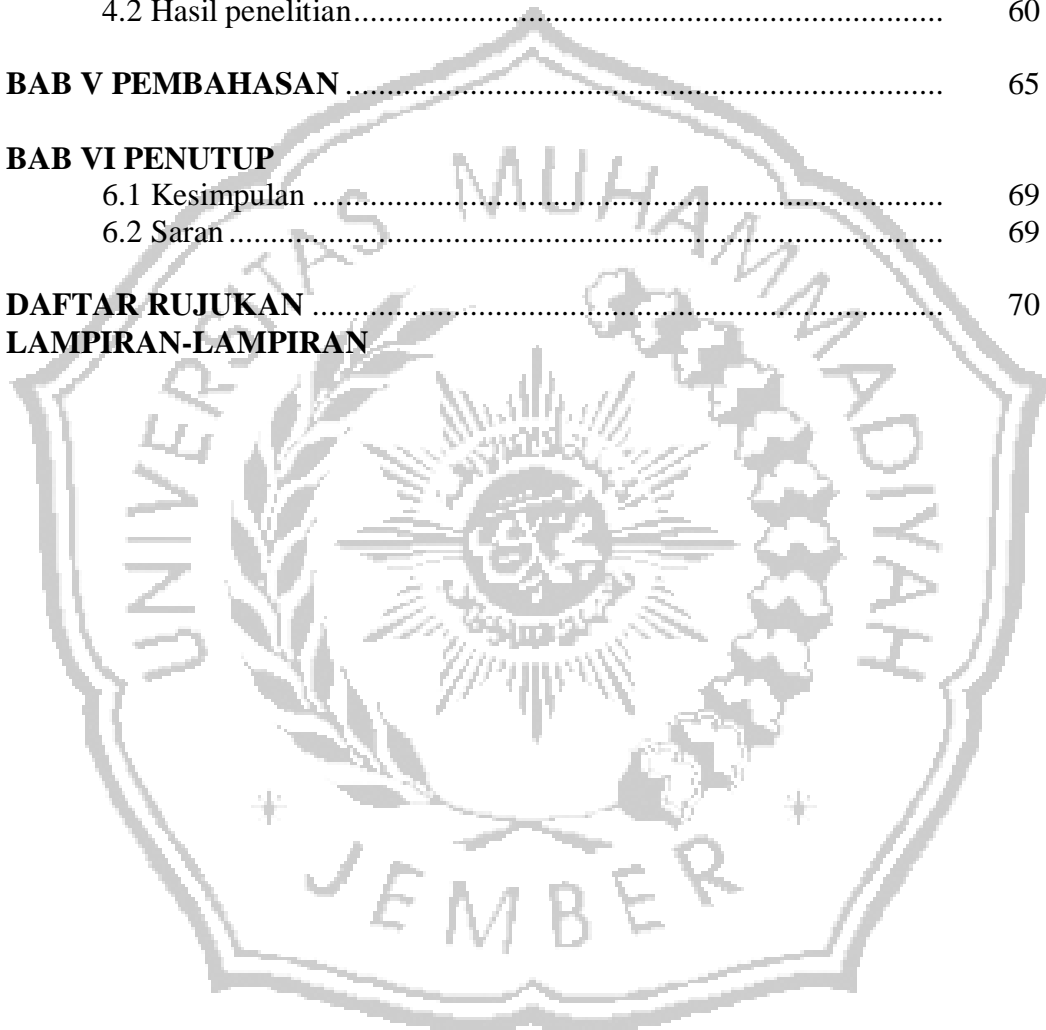 4.2 Hasil penelitian........................................................................... 60
BAB V PEMBAHASAN............................................................................ 65
BAB VI PENUTUP
6.1 Kesimpulan................................................................................ 69
6.2 Saran.......................................................................................... 69
DAFTAR RUJUKAN................................................................................ 70
LAMPIRAN-LAMPIRAN
UNIVERSITAS MUHAMMADIYAH
JEMBER